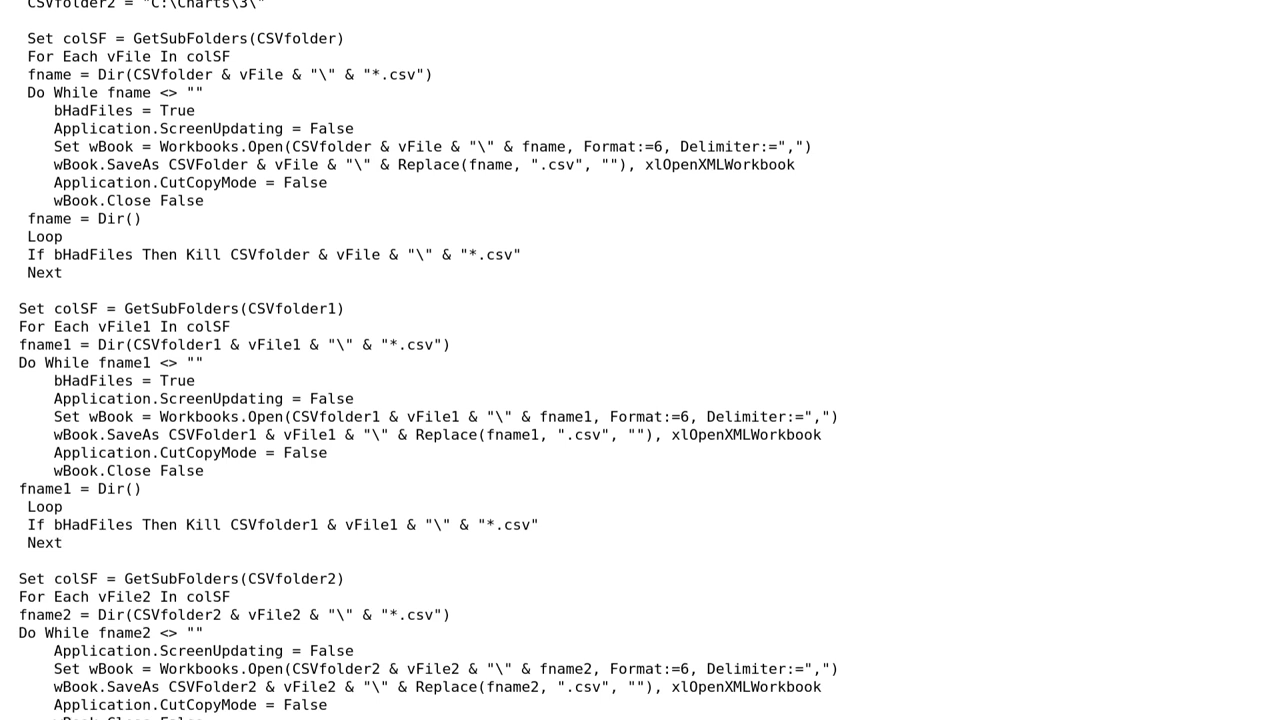 CSVfolder2 = "C:\Charts\3\"
Set colSF = GetSubFolders(CSVfolder)
For Each vFile In colSF
fname = Dir(CSVfolder & vFile & "\" & "*.csv")
Do While fname <> ""
bHadFiles = True
Application.ScreenUpdating = False
Set wBook = Workbooks.Open(CSVfolder & vFile & "\" & fname, Format:=6, Delimiter:=",")
wBook.SaveAs CSVFolder & vFile & "\" & Replace(fname, ".csv", ""), xlOpenXMLWorkbook
Application.CutCopyMode = False
wBook.Close False
fname = Dir()
Loop
If bHadFiles Then Kill CSVfolder & vFile & "\" & "*.csv"
Next
Set colSF = GetSubFolders(CSVfolder1)
For Each vFile1 In colSF
fname1 = Dir(CSVfolder1 & vFile1 & "\" & "*.csv")
Do While fname1 <> ""
bHadFiles = True
Application.ScreenUpdating = False
Set wBook = Workbooks.Open(CSVfolder1 & vFile1 & "\" & fname1, Format:=6, Delimiter:=",")
wBook.SaveAs CSVFolder1 & vFile1 & "\" & Replace(fname1, ".csv", ""), xlOpenXMLWorkbook
Application.CutCopyMode = False
wBook.Close False
fname1 = Dir()
Loop
If bHadFiles Then Kill CSVfolder1 & vFile1 & "\" & "*.csv"
Next
Set colSF = GetSubFolders(CSVfolder2)
For Each vFile2 In colSF
fname2 = Dir(CSVfolder2 & vFile2 & "\" & "*.csv")
Do While fname2 <> ""
Application.ScreenUpdating = False
Set wBook = Workbooks.Open(CSVfolder2 & vFile2 & "\" & fname2, Format:=6, Delimiter:=",")
wBook.SaveAs CSVFolder2 & vFile2 & "\" & Replace(fname2, ".csv", ""), xlOpenXMLWorkbook
Application.CutCopyMode = False
wBook.Close False